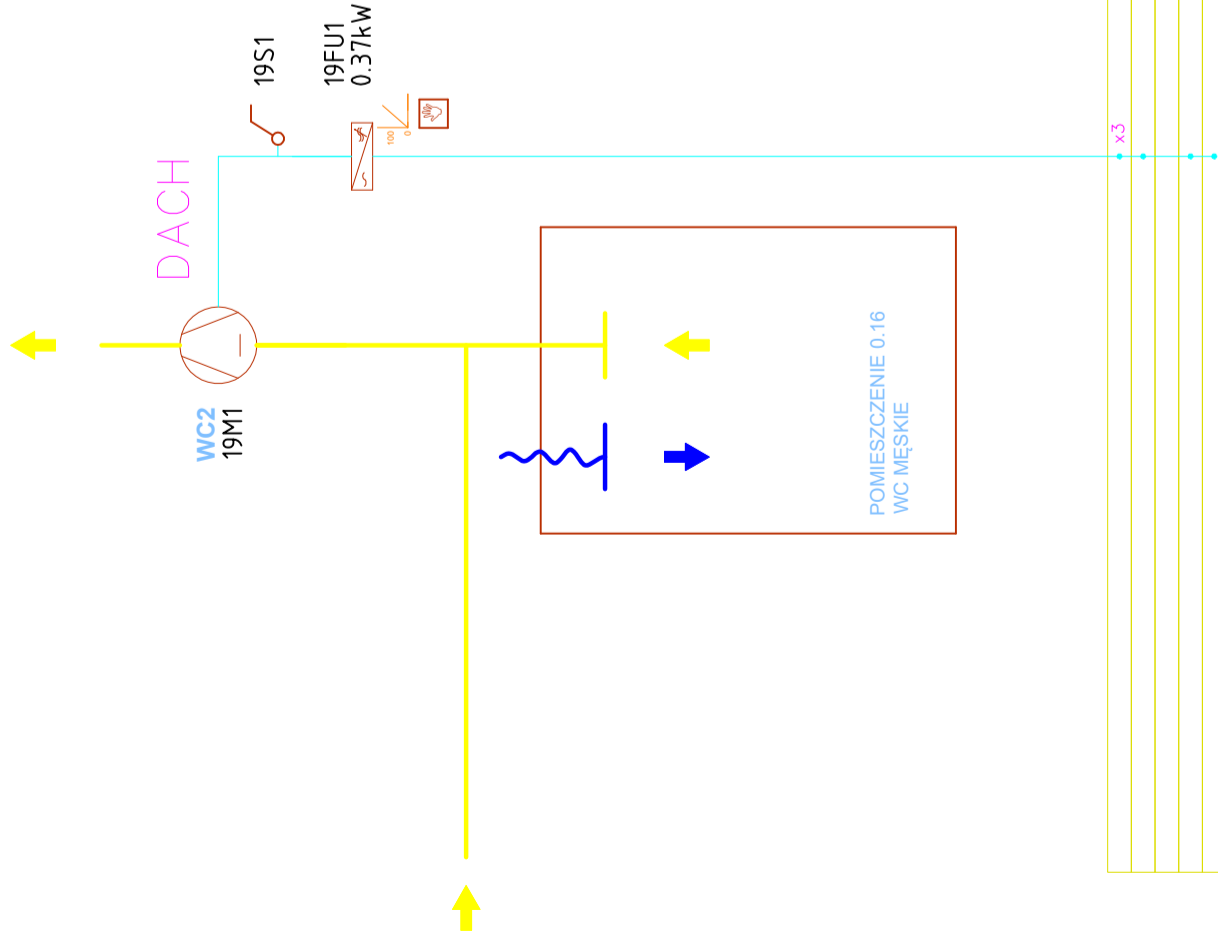 19S1
19FU1
0.37kW
100
0
DACH
x3
WC2
19M1
POMIESZCZENIE 0.16
WC MĘSKIE